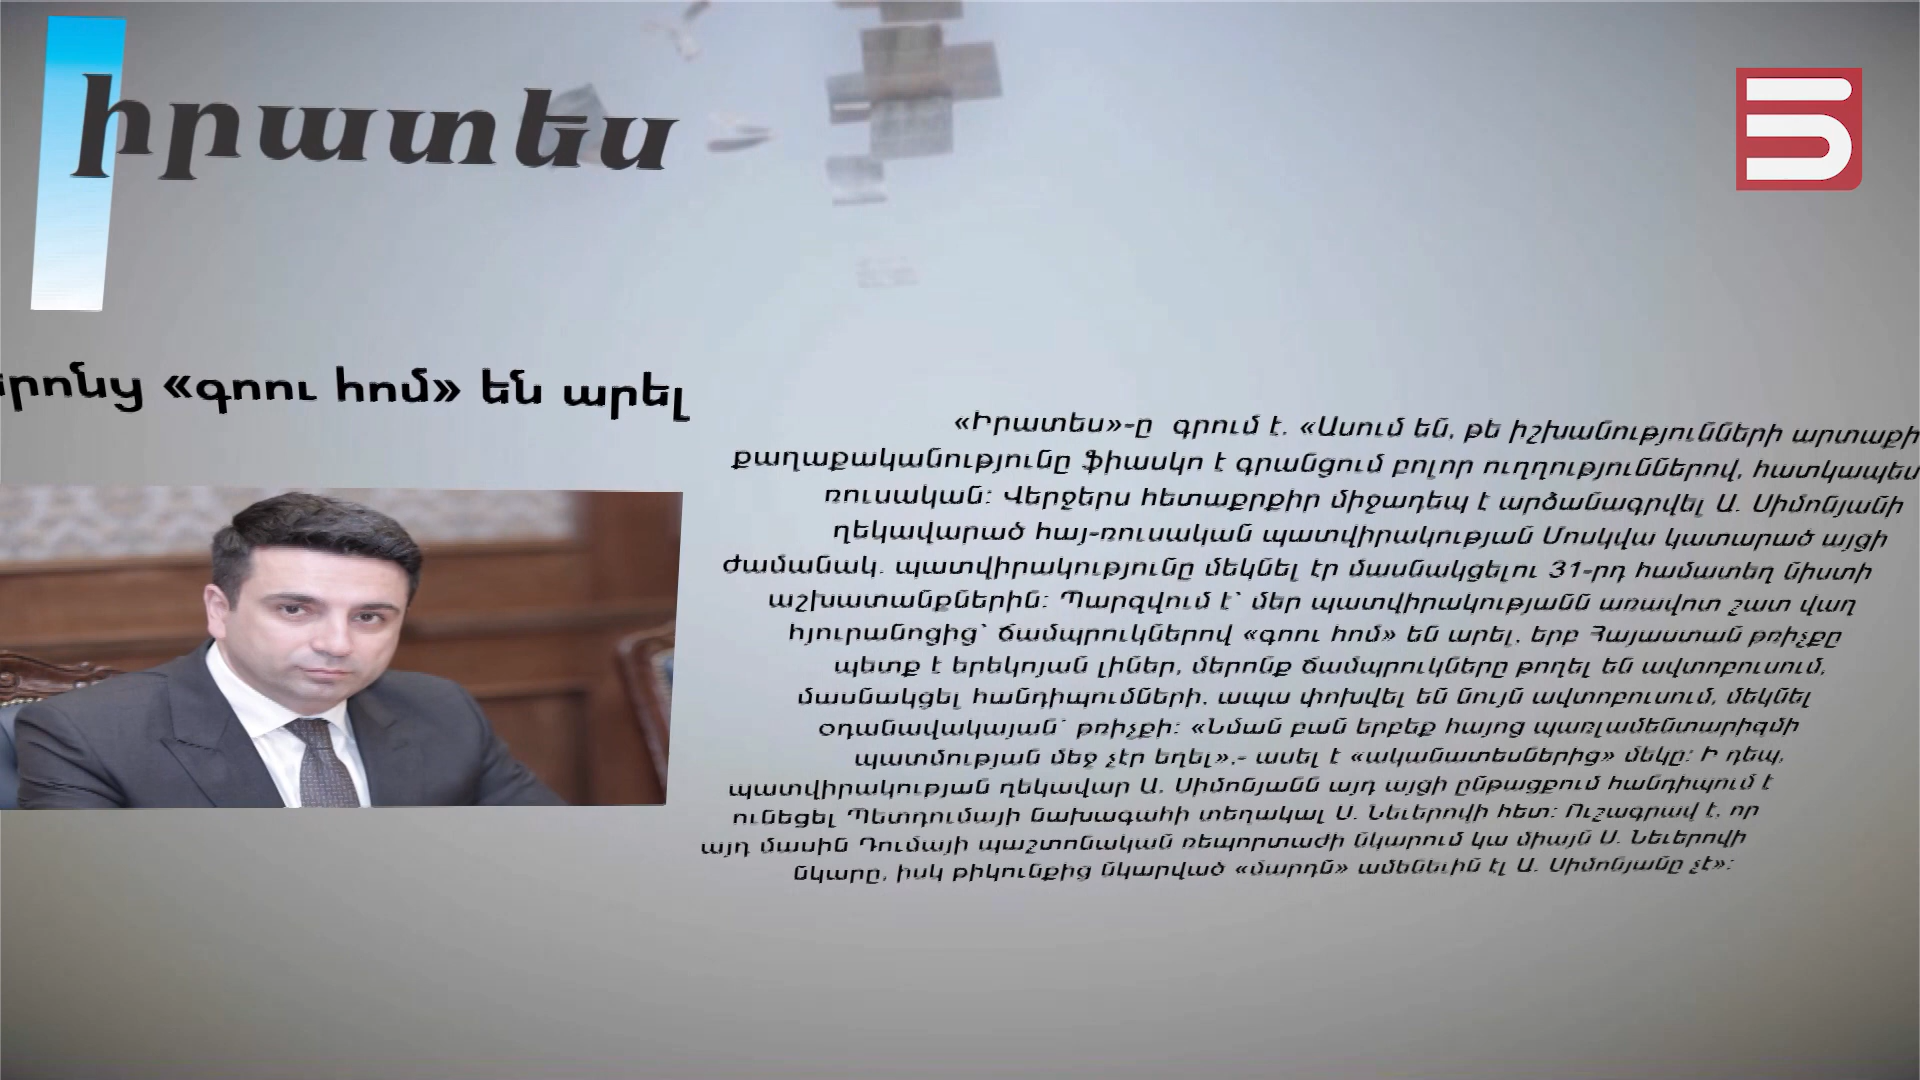 իրատես
րոնց «գոու հոմ» են արել
«Իրատես»-ը գրում է. «Ասում են, թե իշխանությունների արտաքի
քաղաքականությունը ֆիասկո է գրանցում բոլոր ուղղություններով, հատկապես
ռուսական: Վերջերս հետաքրքիր միջադեպ է արձանագրվել Ա. Սիմոնյանի
ղեկավարած հայ-ռուսական պատվիրակության Մոսկվա կատարած այցի
ժամանակ. պատվիրակությունը մեկնել էր մասնակցելու 31-րդ համատեղ նիստի
աշխատանքներին: Պարզվում է՝ մեր պատվիրակությանն առավոտ շատ վաղ
հյուրանոցից՝ ճամպրուկներով «գոու հոմ» են արել. երբ Հայաստան թռիչքը
պետք է երեկոյան լիներ, մերոնք ճամպրուկները թողել են ավտոբուսում,
մասնակցել հանդիպումների, ապա փոխվել են նույն ավտոբուսում, մեկնել
օդանավակայան՝ թռիչքի: «Նման բան երբեք հայոց պառլամենտարիզմի
պատմության մեջ չէր եղել»,- ասել է «ականատեսներից» մեկը: Ի դեպ,
պատվիրակության ղեկավար Ա. Սիմոնյանն այդ այցի ընթացքում հանդիպում է
ունեցել Պետդումայի նախագահի տեղակալ Ս. Նեւերովի հետ: Ուշագրավ է, որ
այդ մասին Դումայի պաշտոնական ռեպորտաժի նկարում կա միայն Ս. Նեւերովի
նկարը, իսկ թիկունքից նկարված «մարդն» ամենեւին էլ Ա. Սիմոնյանը չէ»: